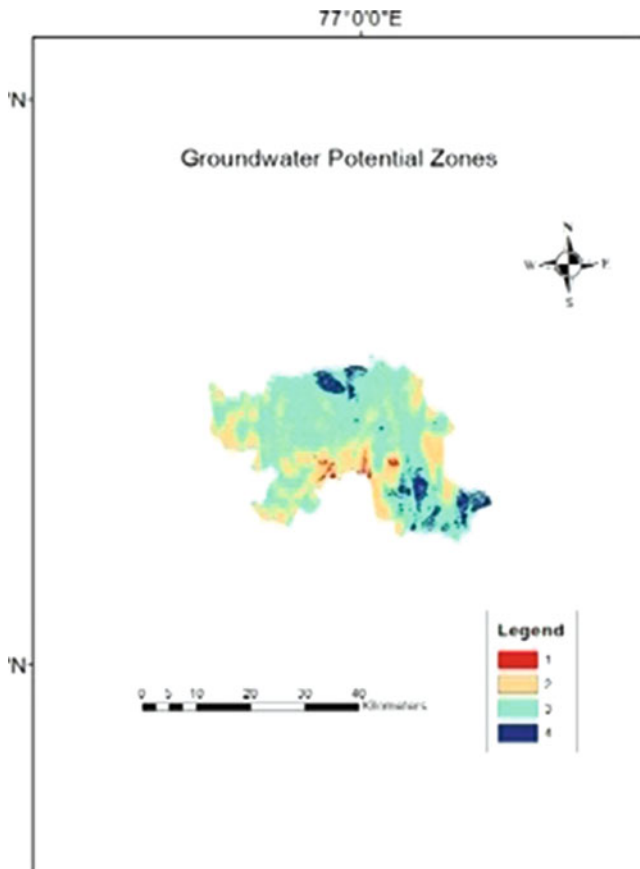 77°0'0"E
'N
Groundwater Potential Zones
N
W E
S
Legend
1
2
3
4
'N
0 5 10 20 30 40
Kilometers